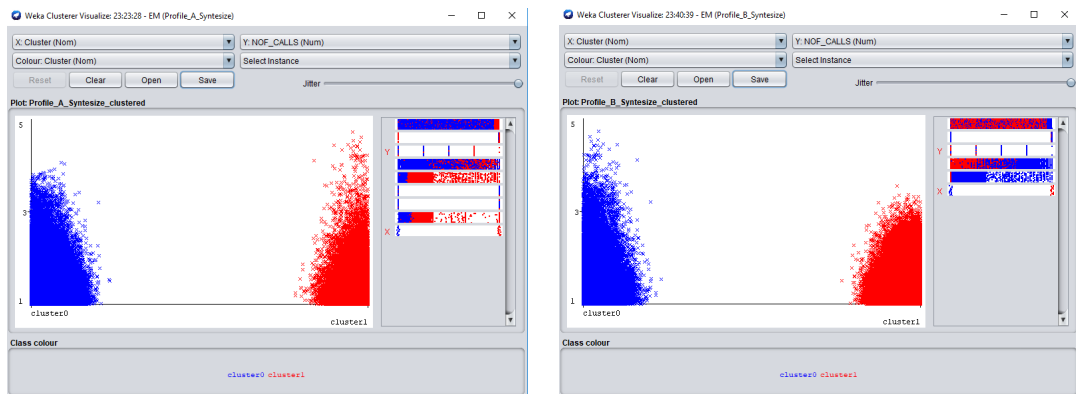 Weka Clusterer Visualize: 23:23:28 - EM (Profile_A_Syntesize)
X: Cluster (Nom)
Y: NOF_CALLS (Num)
Colour: Cluster (Nom)
Select Instance
Reset
Clear
Open
Save
Jitter
Plot: Profile_A_Syntesize_clustered
5
3
1
cluster0
cluster1
Y
X
Class colour
cluster0 cluster1
Weka Clusterer Visualize: 23:40:39 - EM (Profile_B_Syntesize)
X: Cluster (Nom)
Y: NOF_CALLS (Num)
Colour: Cluster (Nom)
Select Instance
Reset
Clear
Open
Save
Jitter
Plot: Profile_B_Syntesize_clustered
5
3
1
cluster0
cluster1
Y
X
Class colour
cluster0 cluster1